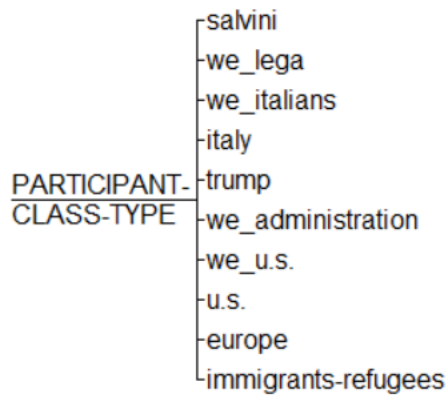 salvini
we_lega
we_italians
italy
PARTICIPANT-
trump
CLASS-TYPE
we_administration
we_u.s.
u.s.
europe
immigrants-refugees